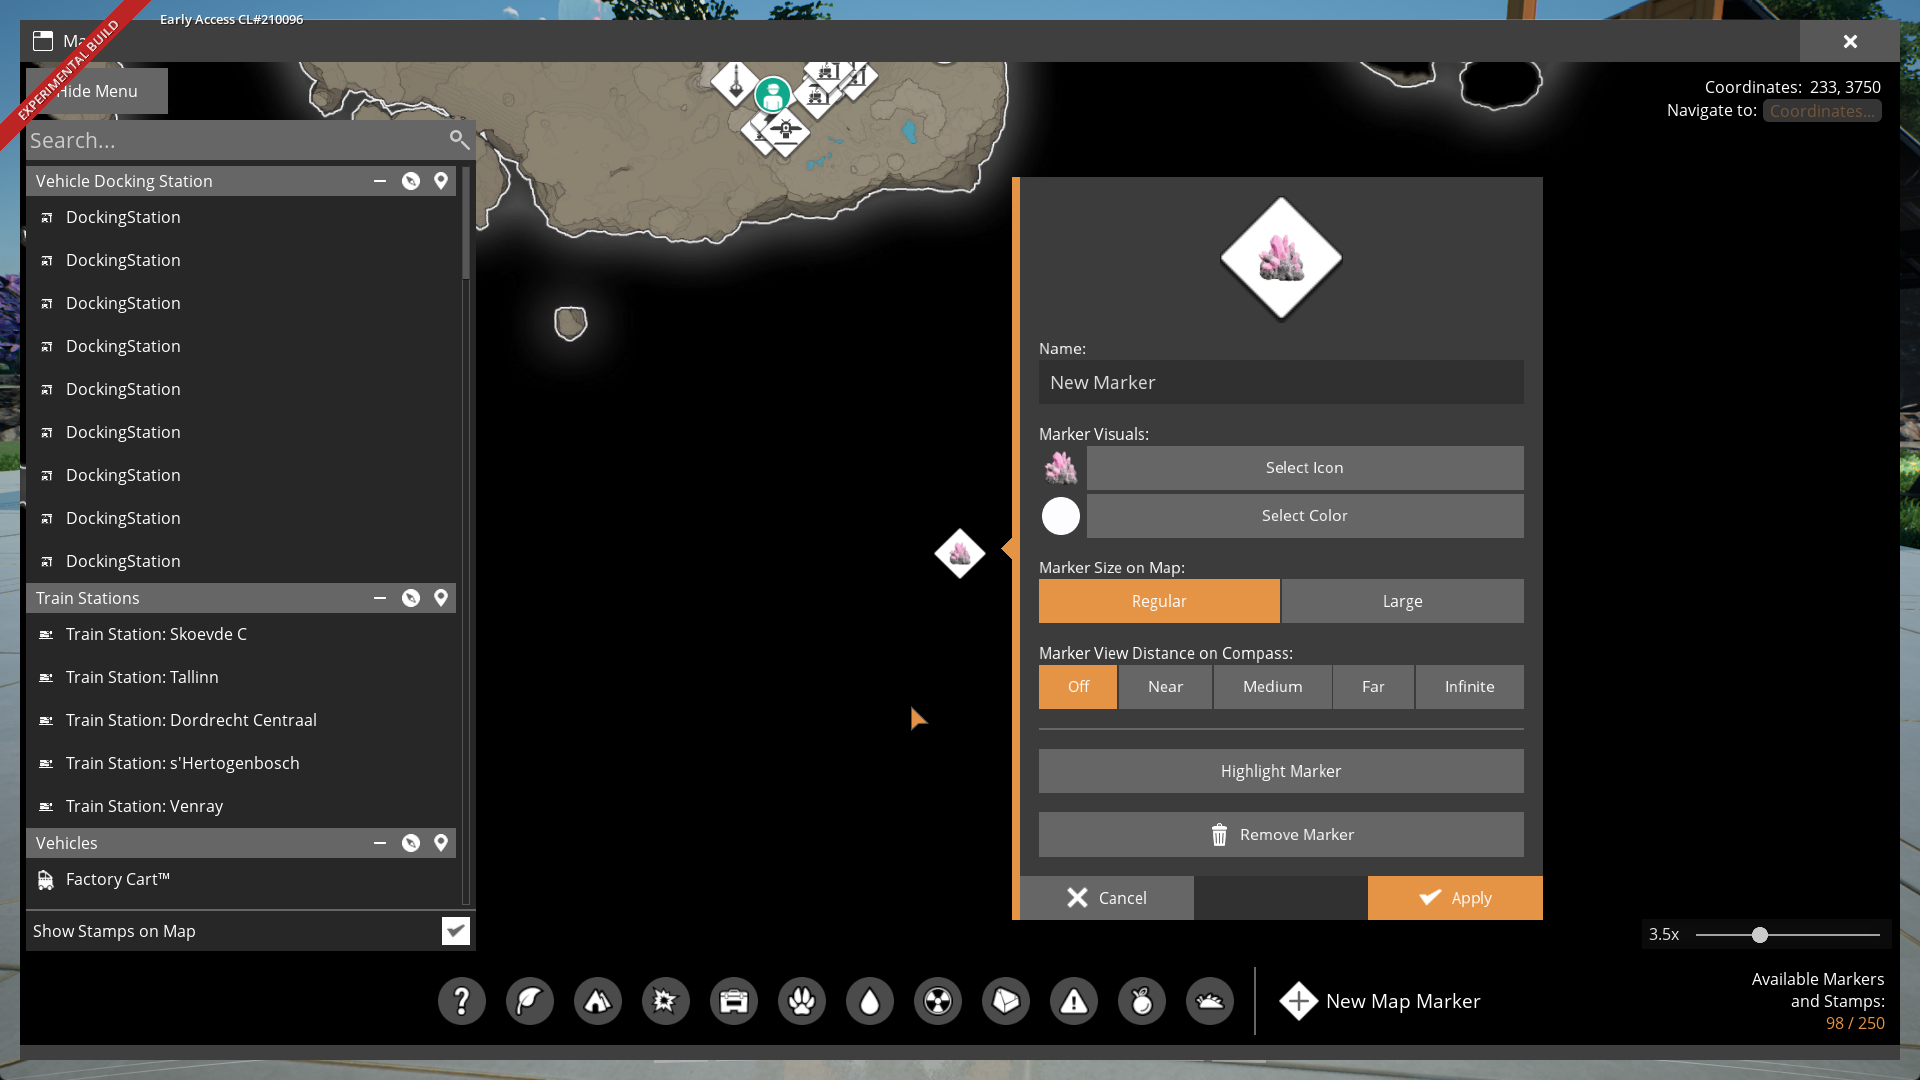 Early Access CL#210096
EXPERIMENTAL BUILD
Hide Menu
Coordinates: 233, 3750
Navigate to: Coordinates...
Search...
Vehicle Docking Station
DockingStation
DockingStation
DockingStation
DockingStation
DockingStation
DockingStation
DockingStation
DockingStation
DockingStation
Train Stations
Train Station: Skoevde C
Train Station: Tallinn
Train Station: Dordrecht Centraal
Train Station: s'Hertogenbosch
Train Station: Venray
Vehicles
Factory Cart™
Show Stamps on Map
Name:
New Marker
Marker Visuals:
Select Icon
Select Color
Marker Size on Map:
Regular Large
Marker View Distance on Compass:
Off Near Medium Far Infinite
Highlight Marker
Remove Marker
Cancel Apply
3.5x
New Map Marker
Available Markers
and Stamps:
98 / 250